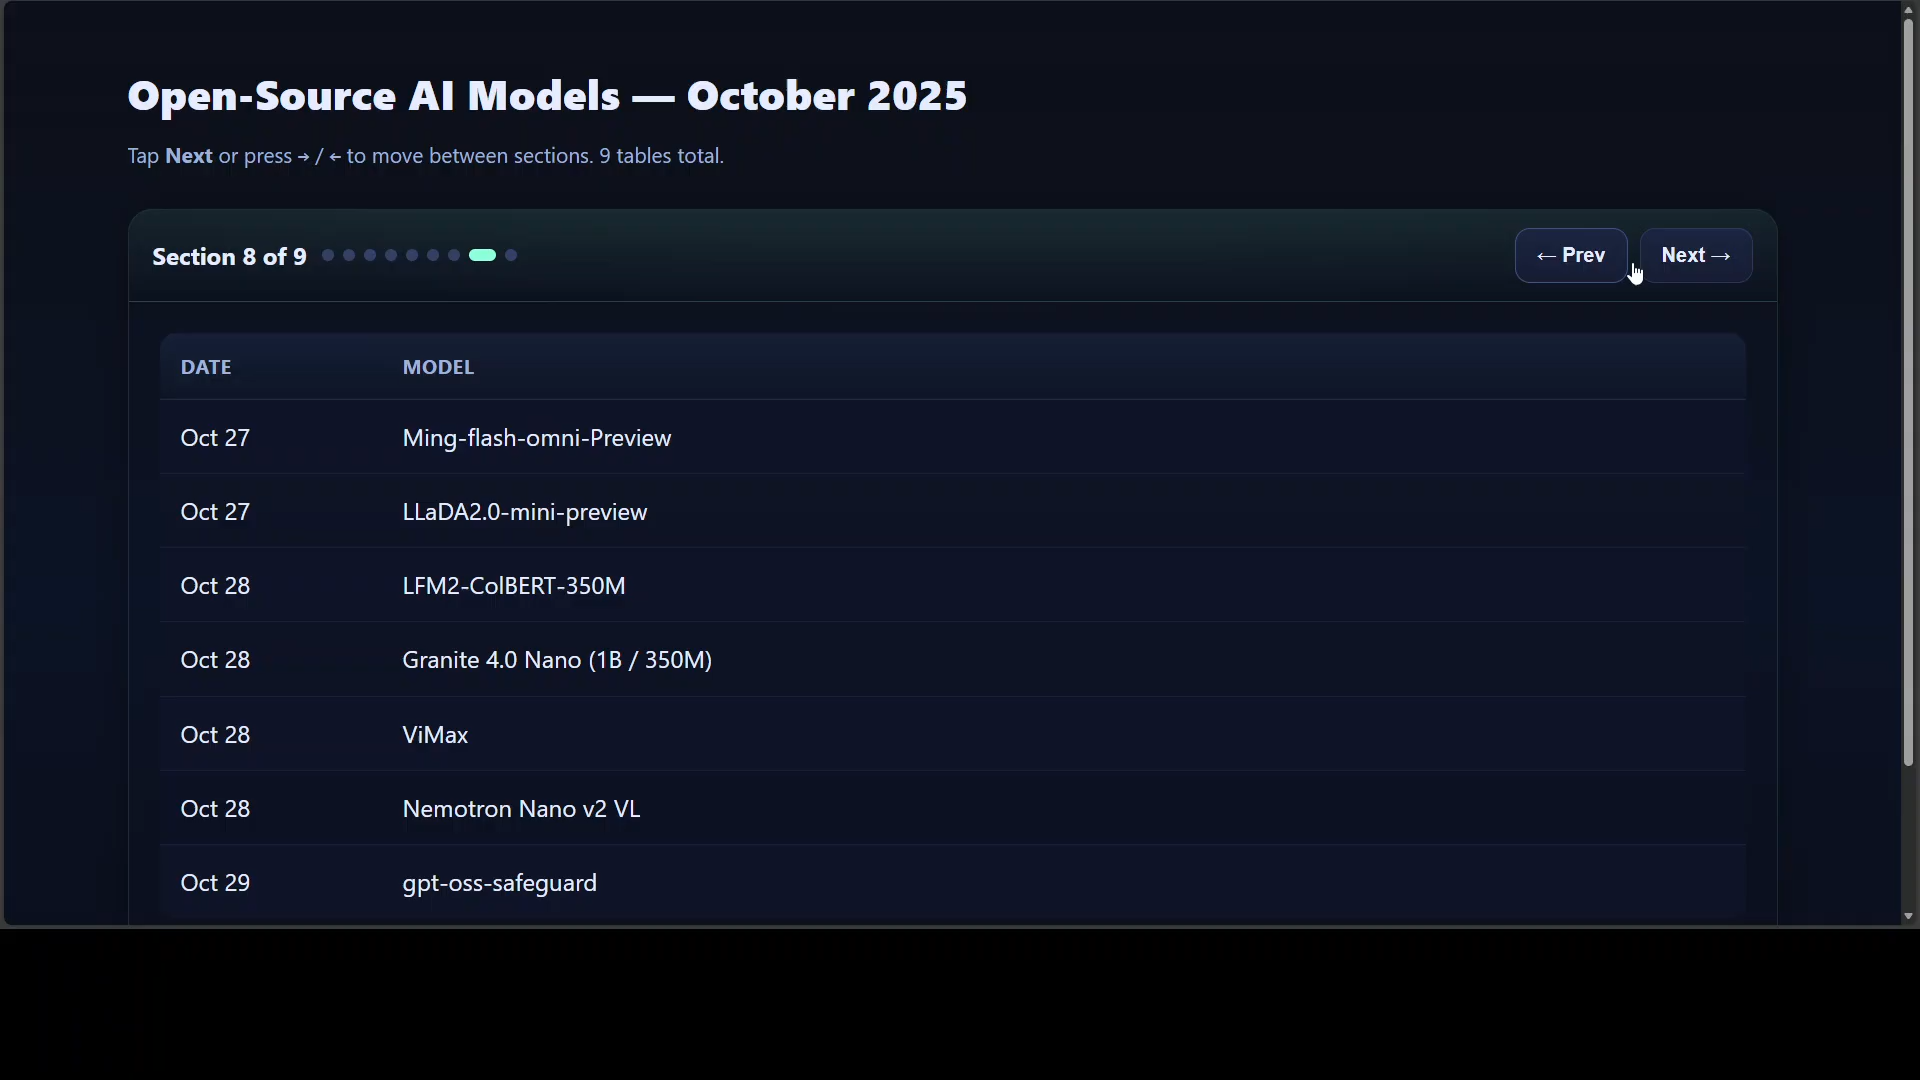 Open-Source AI Models — October 2025
Tap Next or press → / ← to move between sections. 9 tables total.
Section 8 of 9
← Prev
Next →
DATE MODEL
Oct 27 Ming-flash-omni-Preview
Oct 27 LLaDA2.0-mini-preview
Oct 28 LFM2-ColBERT-350M
Oct 28 Granite 4.0 Nano (1B / 350M)
Oct 28 ViMax
Oct 28 Nemotron Nano v2 VL
Oct 29 gpt-oss-safeguard